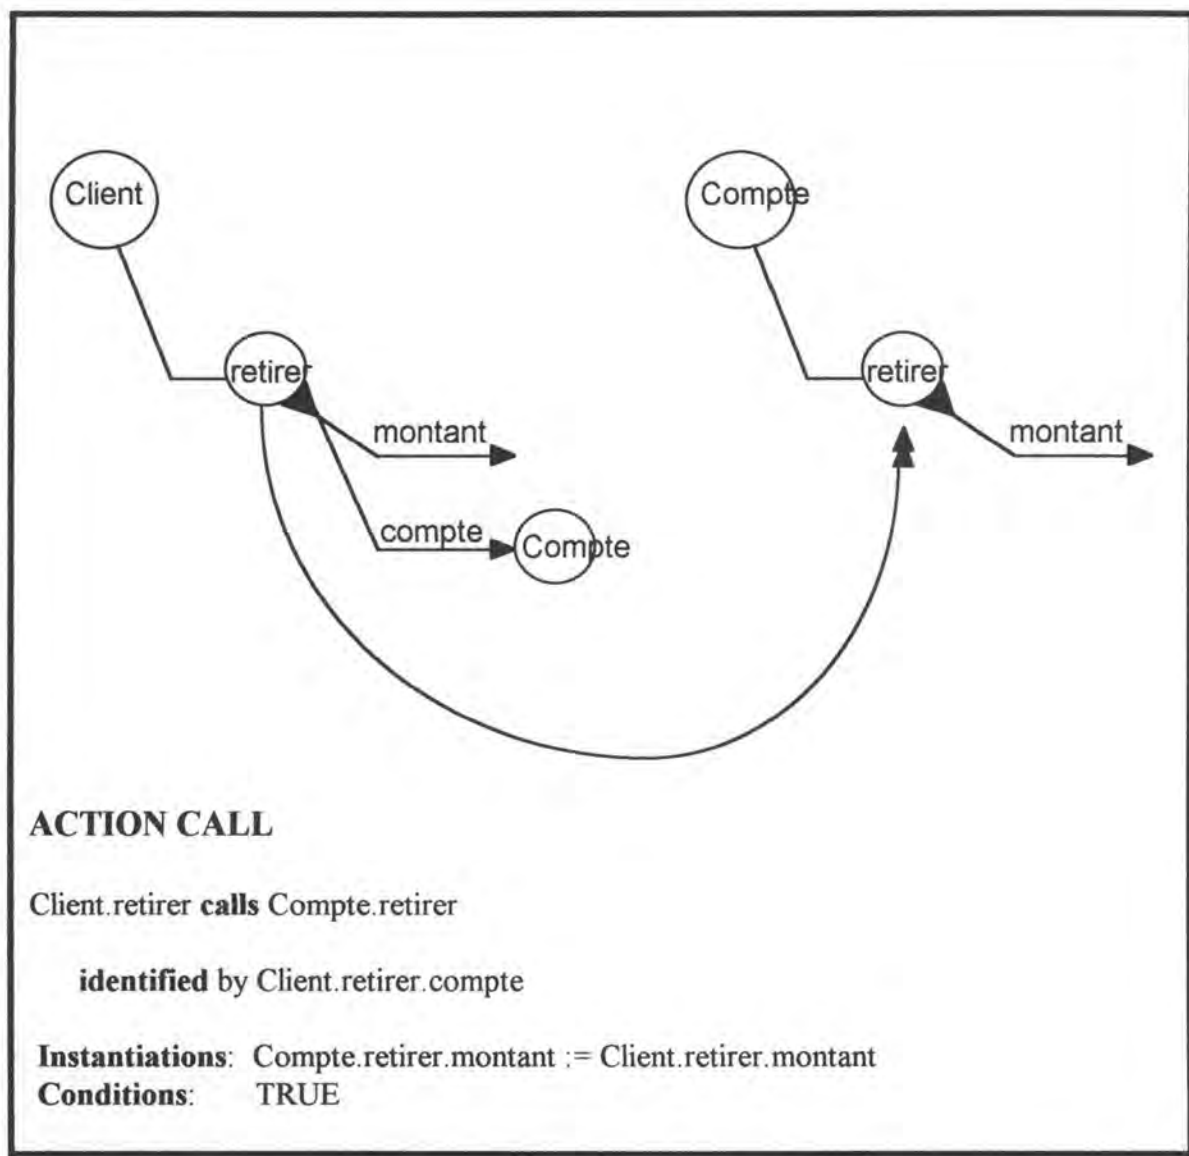 Client
Compte
retirer
retirer
montant
montant
compte
Compte
ACTION CALL
Client.retirer calls Compte.retirer
identified by Client.retirer.compte
Instantiations: Compte.retirer.montant := Client.retirer.montant
Conditions: TRUE